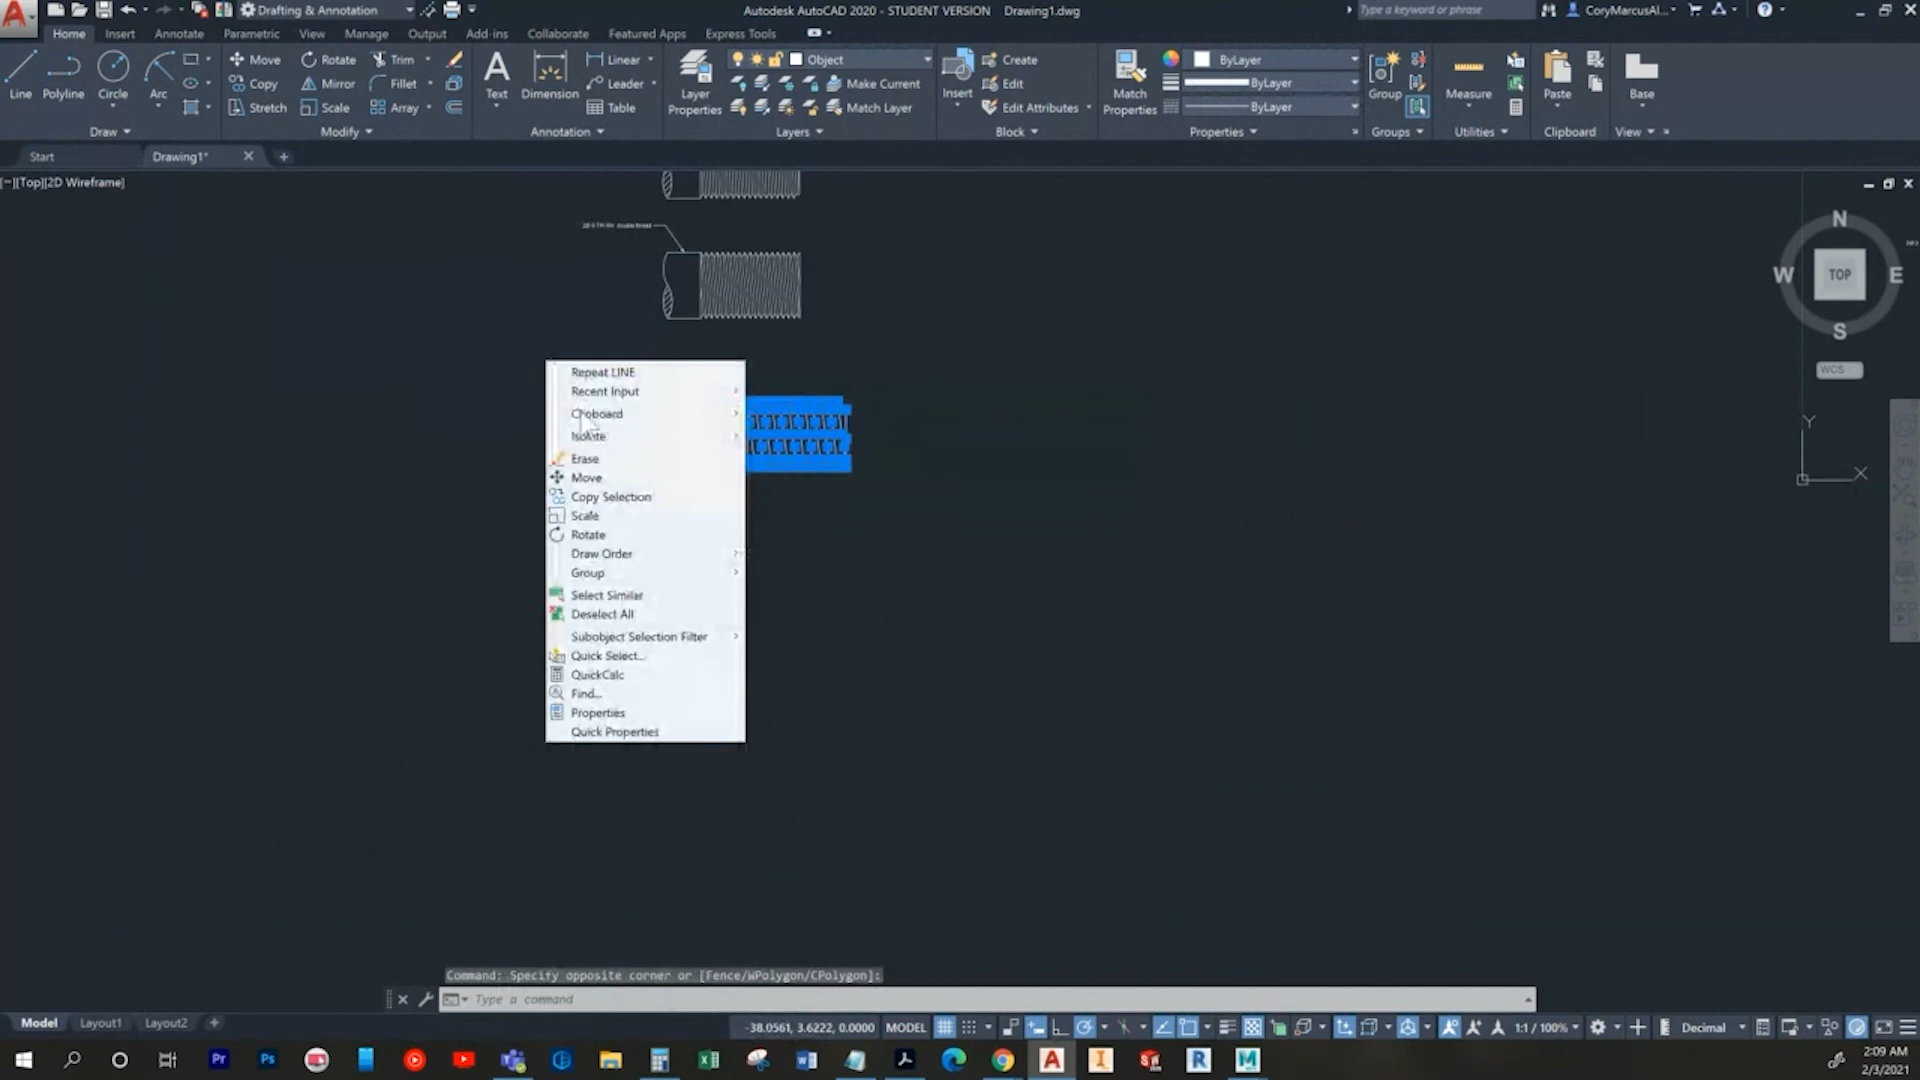 Drafting & Annotation
Autodesk AutoCAD 2020 - STUDENT VERSION Drawing1.dwg
Type a keyword or phrase
CoryMarcusAl...
Home Insert Annotate Parametric View Manage Output Add-ins Collaborate Featured Apps Express Tools
Line Polyline Circle Arc
Move Rotate Trim
Copy Mirror Fillet
Stretch Scale Array
Text Dimension
Linear
Leader
Table
Layer Properties
Object
Make Current
Match Layer
Insert
Create
Edit
Edit Attributes
Match Properties
ByLayer
ByLayer
ByLayer
Group Measure Paste Base
Draw Modify Annotation Layers Block Properties Groups Utilities Clipboard View
Start Drawing1*
[−][Top][2D Wireframe]
N
W TOP E
S
WCS
Y
X
Repeat LINE
Recent Input
Clipboard
Isolate
Erase
Move
Copy Selection
Scale
Rotate
Draw Order
Group
Select Similar
Deselect All
Subobject Selection Filter
Quick Select...
QuickCalc
Find...
Properties
Quick Properties
Command: Specify opposite corner or [Fence/WPolygon/CPolygon]:
Type a command
Model Layout1 Layout2
-38.0561, 3.6222, 0.0000 MODEL
1:1 / 100%
Decimal
2:09 AM
2/3/2021